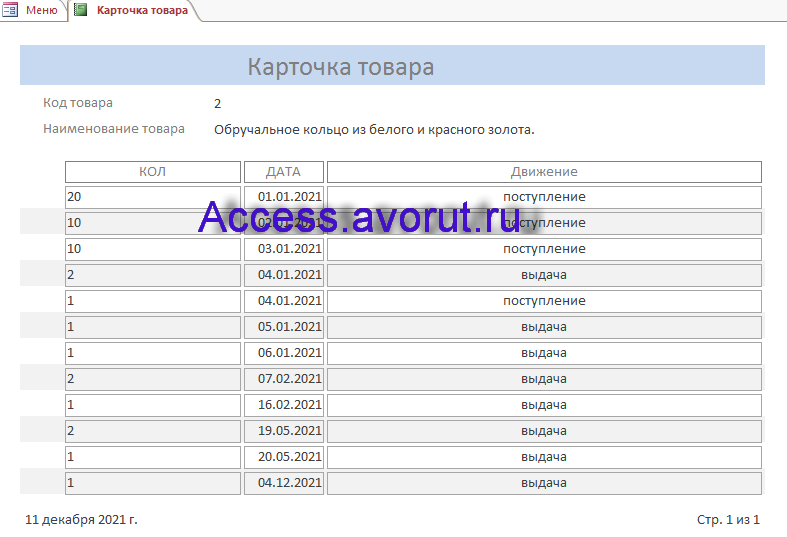 Меню Карточка товара
Карточка товара
Код товара 2
Наименование товара Обручальное кольцо из белого и красного золота.
КОЛ ДАТА Движение
20 01.01.2021 поступление
Access.avorut.ru
10 02.01.2021 поступление
10 03.01.2021 поступление
2 04.01.2021 выдача
1 04.01.2021 поступление
1 05.01.2021 выдача
1 06.01.2021 выдача
2 07.02.2021 выдача
1 16.02.2021 выдача
2 19.05.2021 выдача
1 20.05.2021 выдача
1 04.12.2021 выдача
11 декабря 2021 г. Стр. 1 из 1